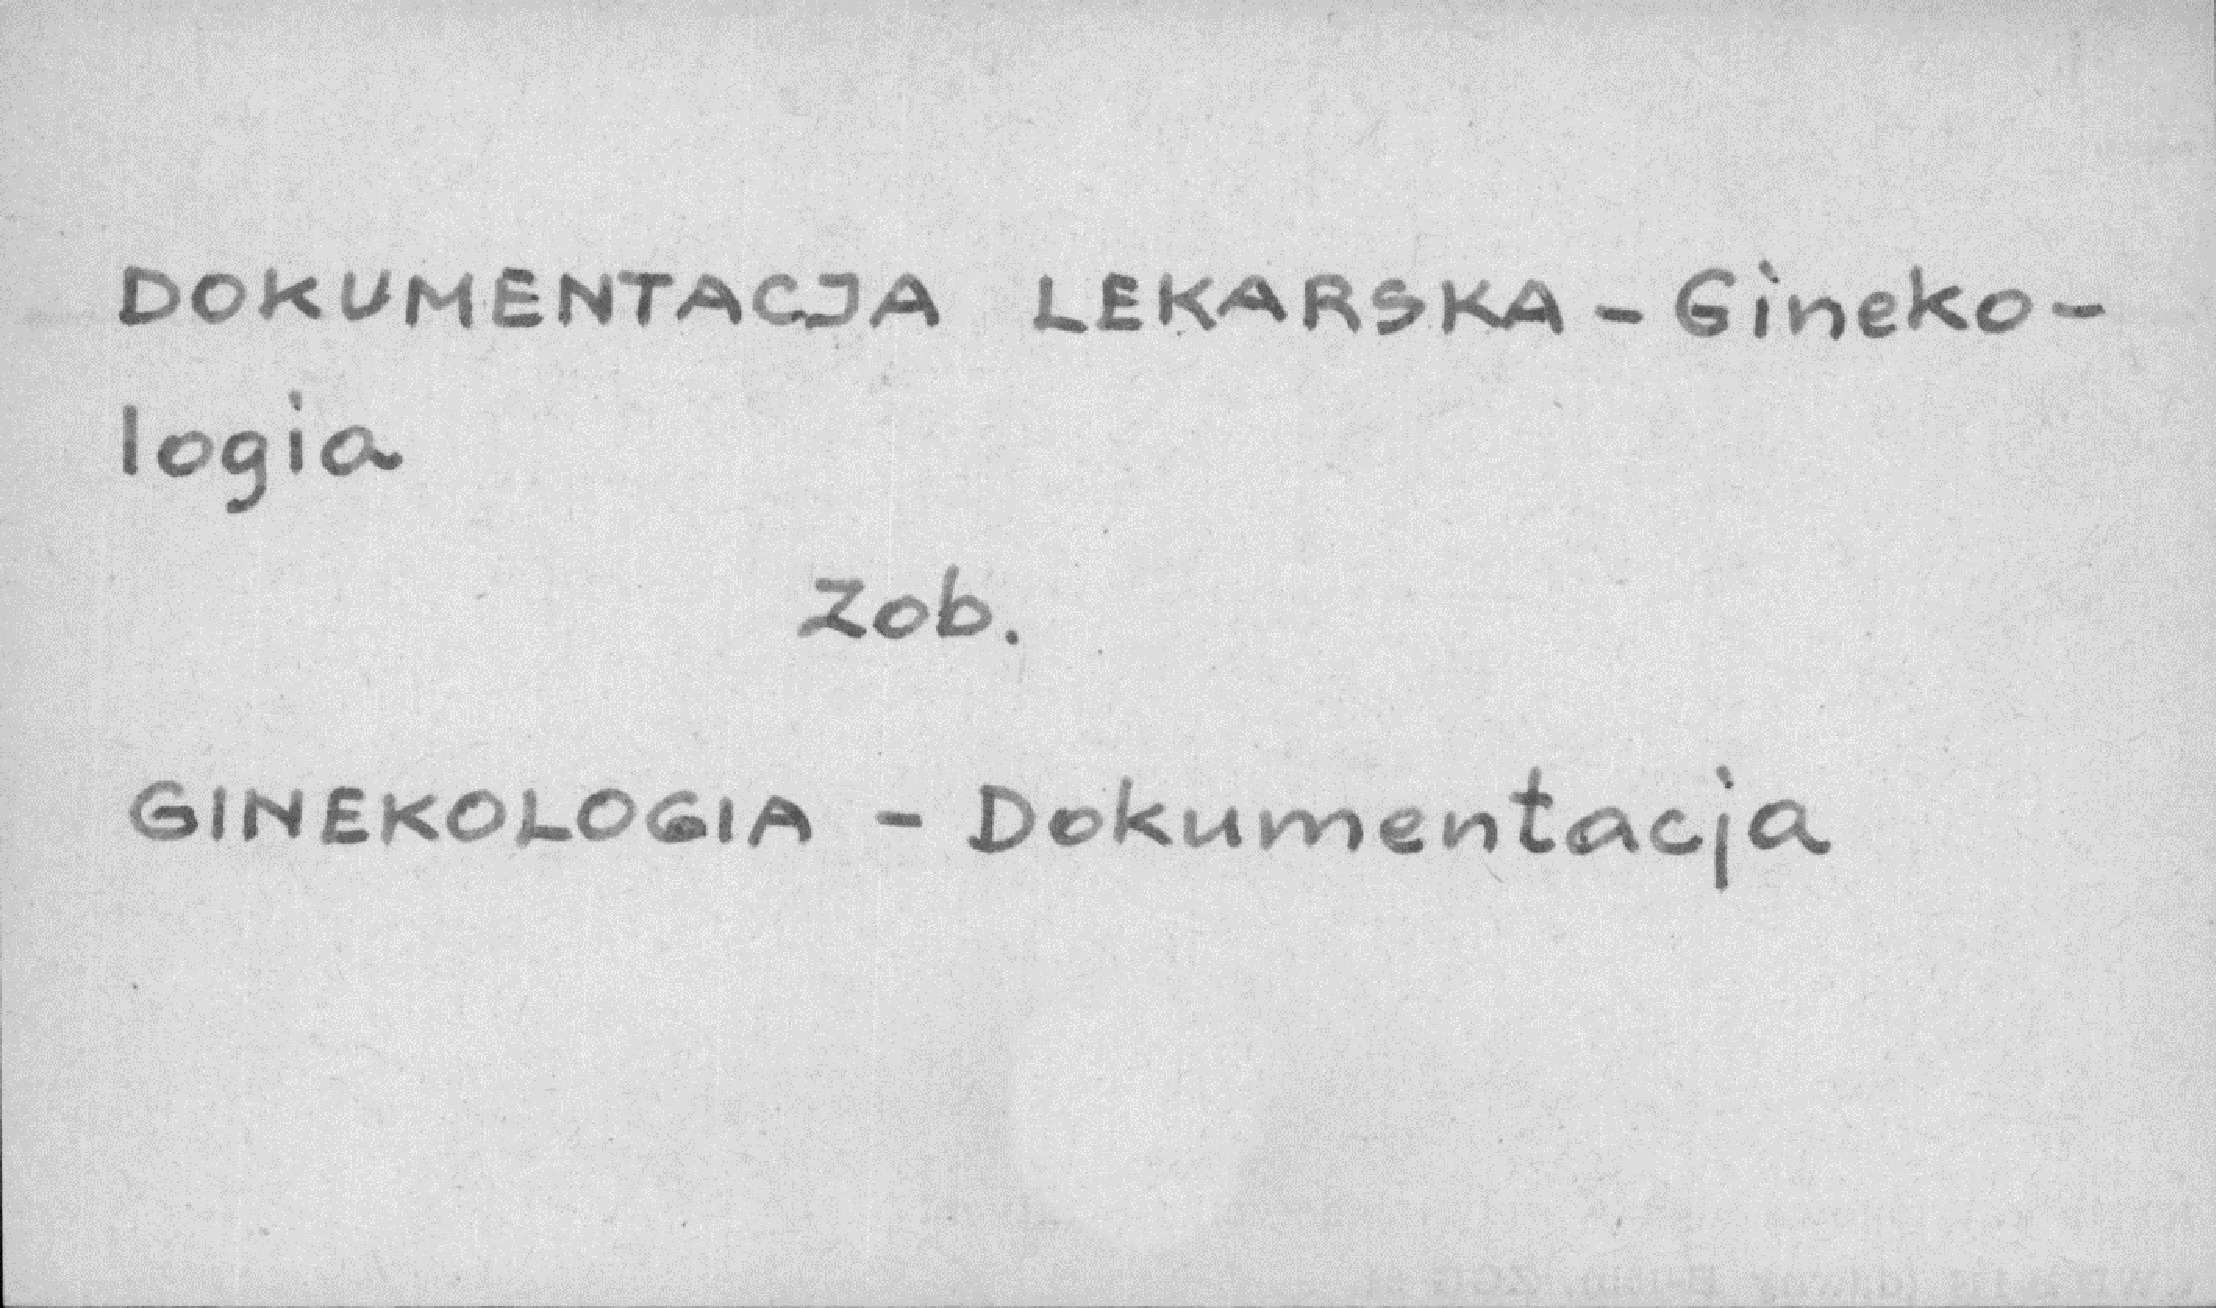 DOKUMENTACJA LEKARSKA - Gineko-
logia
Zob.
GINEKOLOGIA - Dokumentacja